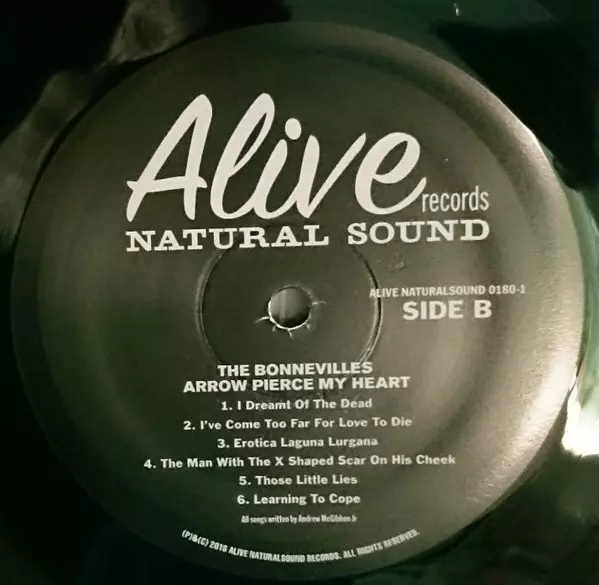 Alive
records
NATURAL SOUND
ALIVE NATURALSOUND 0180-1
SIDE B
THE BONNEVILLES
ARROW PIERCE MY HEART
1. I Dreamt Of The Dead
2. I've Come Too Far For Love To Die
3. Erotica Laguna Lurgana
4. The Man With The X Shaped Scar On His Cheek
5. Those Little Lies
6. Learning To Cope
All songs written by Andrew McGibbon Jr
(P)&(C) 2016 ALIVE NATURALSOUND RECORDS. ALL RIGHTS RESERVED.